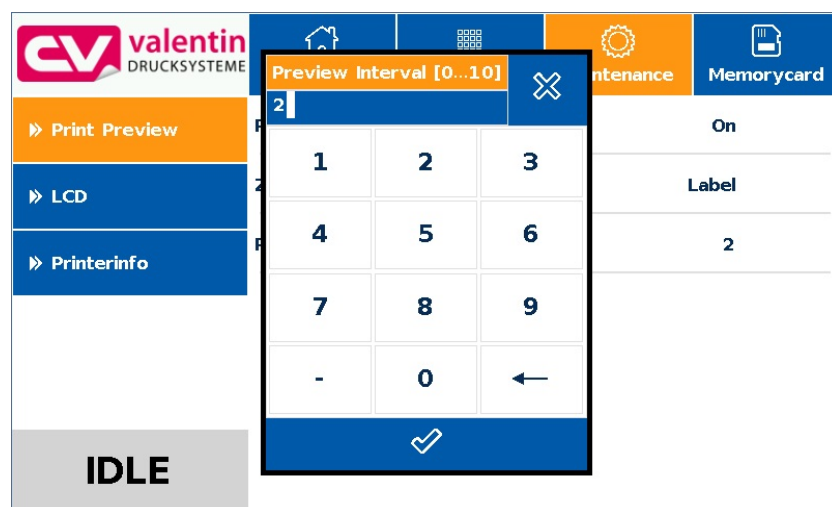 valentin
DRUCKSYSTEME
ntenance
Memorycard
Preview Interval [0...10]
2
Print Preview
On
LCD
Label
Printerinfo
2
1 2 3
4 5 6
7 8 9
- 0
IDLE